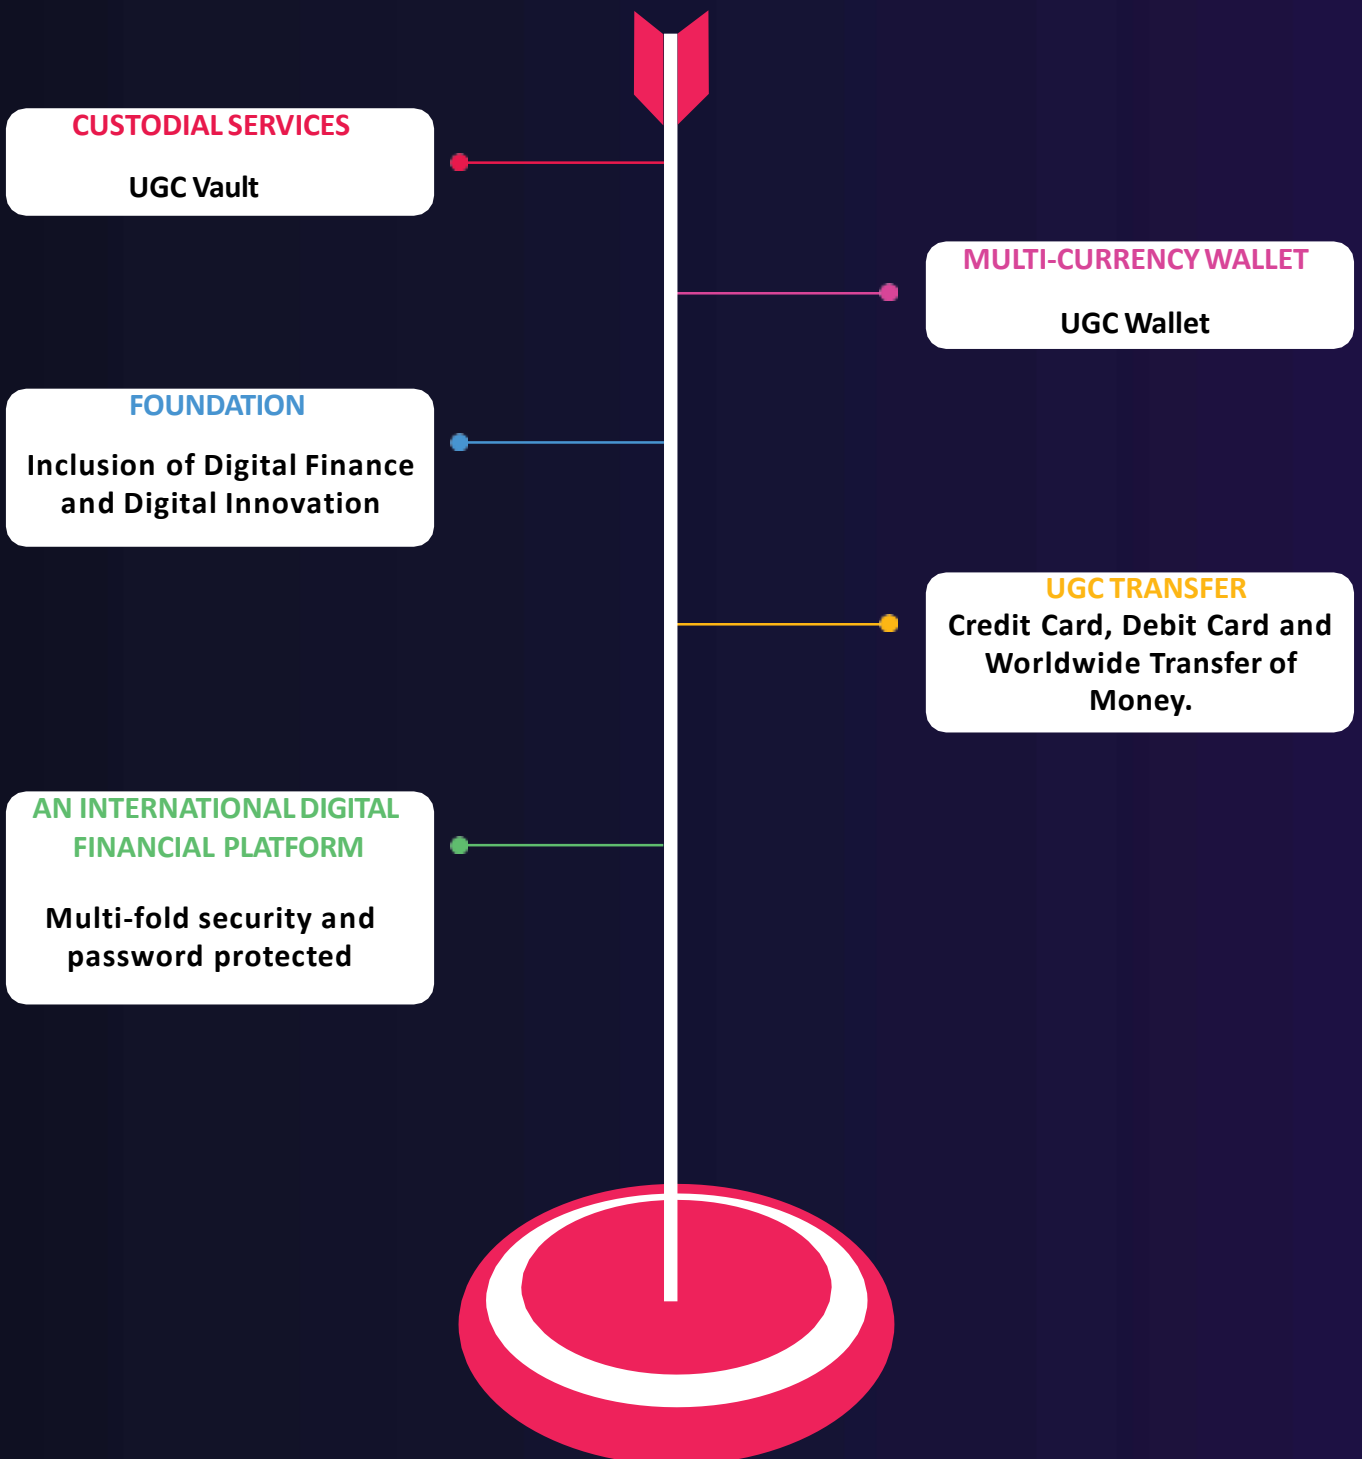 CUSTODIAL SERVICES
UGC Vault
MULTI-CURRENCY WALLET
UGC Wallet
FOUNDATION
Inclusion of Digital Finance
and Digital Innovation
UGC TRANSFER
Credit Card, Debit Card and
Worldwide Transfer of
Money.
AN INTERNATIONAL DIGITAL
FINANCIAL PLATFORM
Multi-fold security and
password protected